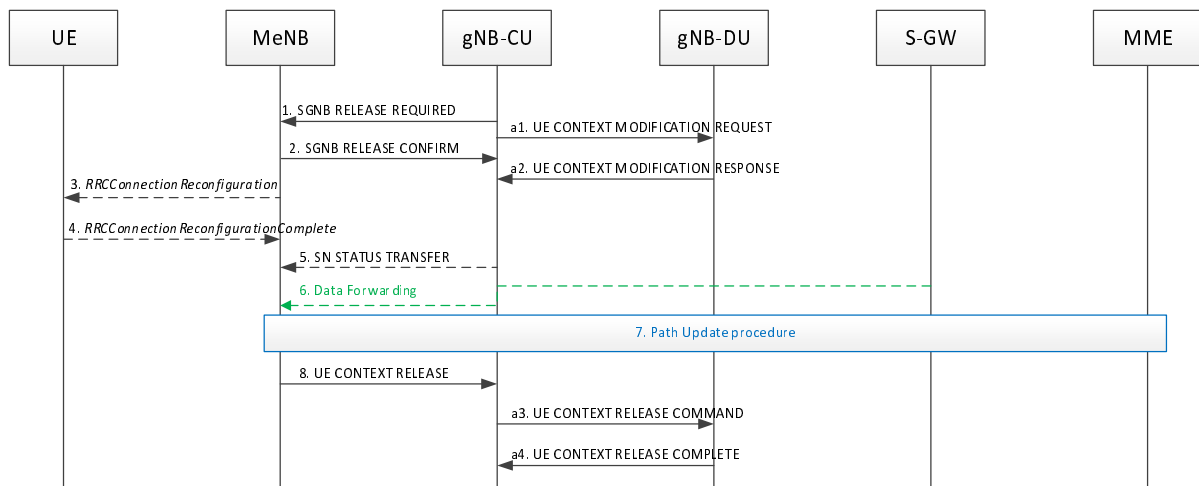 UE
MeNB
gNB-CU
gNB-DU
S-GW
MME
1. SGNB RELEASE REQUIRED
a1. UE CONTEXT MODIFICATION REQUEST
2. SGNB RELEASE CONFIRM
a2. UE CONTEXT MODIFICATION RESPONSE
3. RRCConnectionReconfiguration
4. RRCConnectionReconfigurationComplete
5. SN STATUS TRANSFER
6. Data Forwarding
7. Path Update procedure
8. UE CONTEXT RELEASE
a3. UE CONTEXT RELEASE COMMAND
a4. UE CONTEXT RELEASE COMPLETE